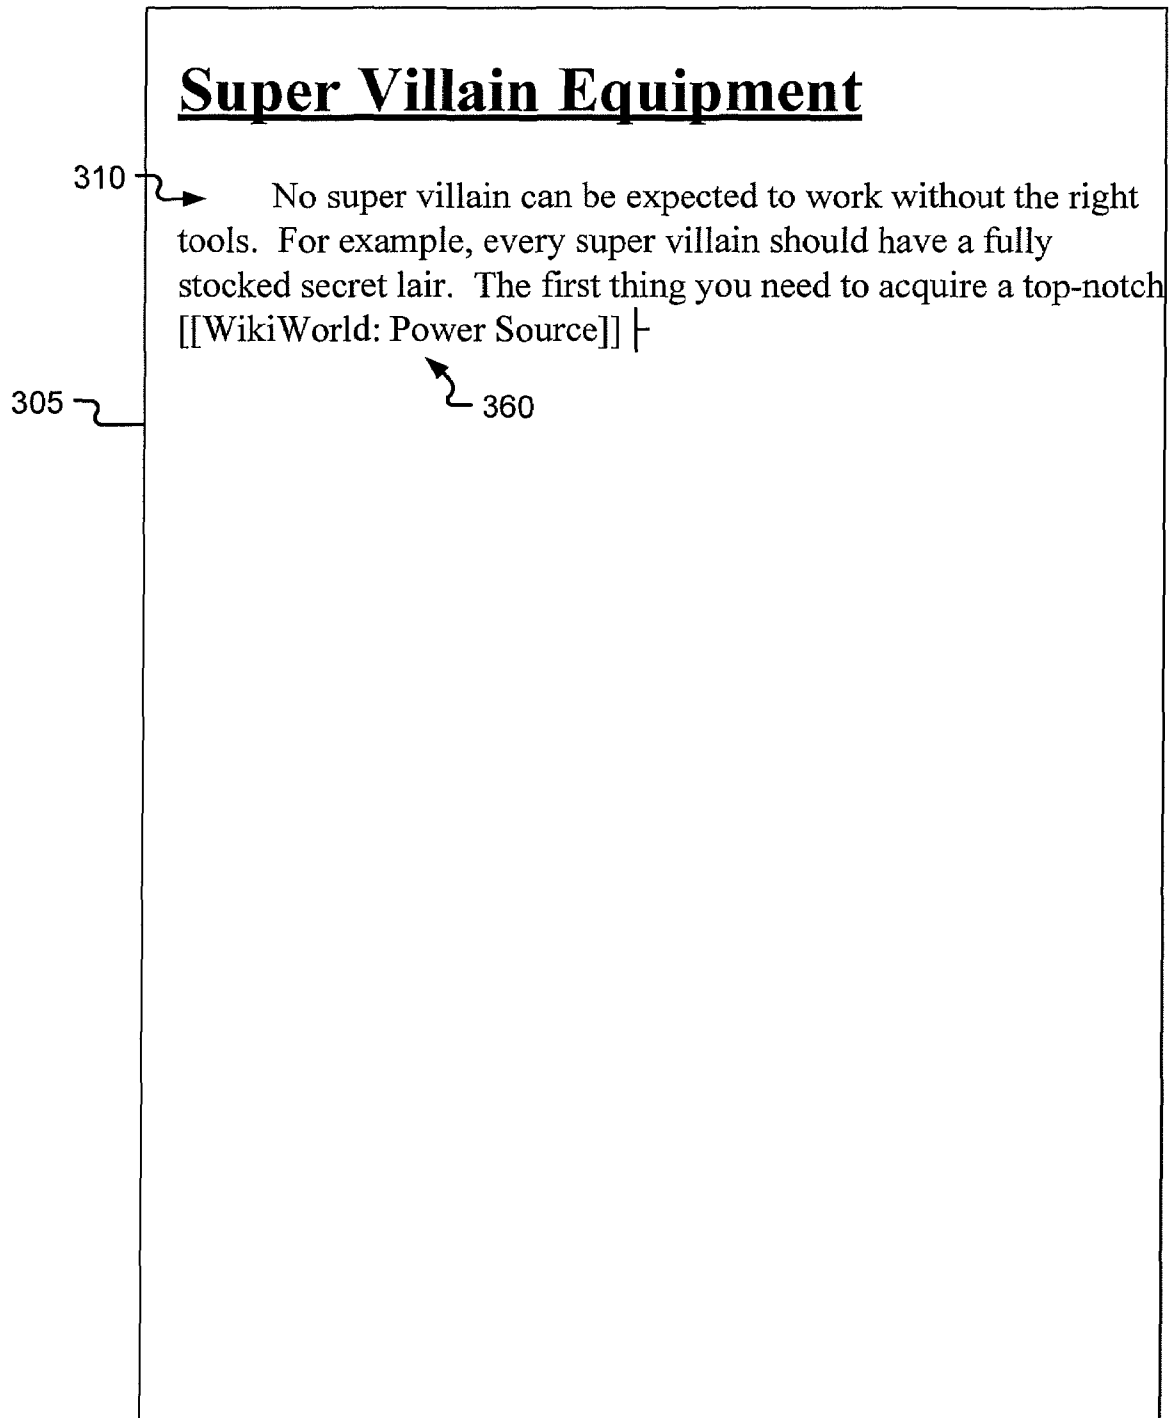 Super Villain Equipment
310
No super villain can be expected to work without the right
tools. For example, every super villain should have a fully
stocked secret lair. The first thing you need to acquire a top-notch
[[WikiWorld: Power Source]]
305
360